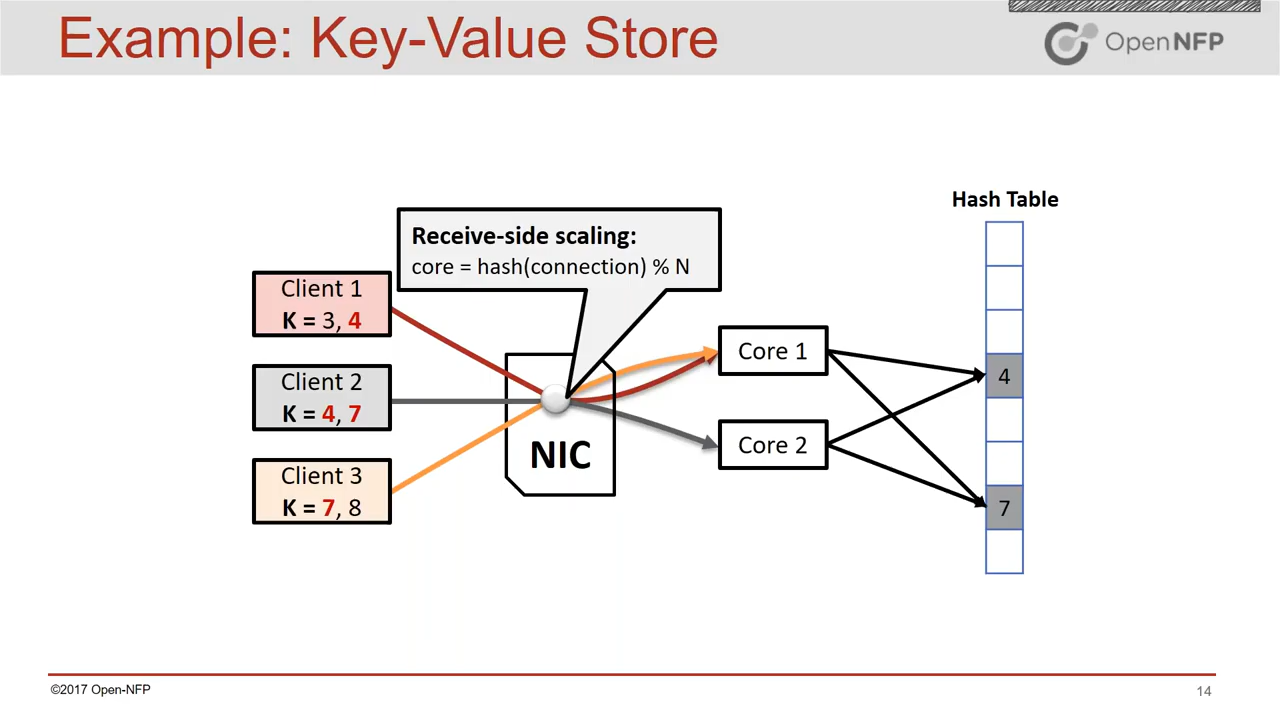 Example: Key-Value Store
OpenNFP
Hash Table
Receive-side scaling:
core = hash(connection) % N
Client 1
K = 3, 4
Client 2
K = 4, 7
Client 3
K = 7, 8
NIC
Core 1
Core 2
4
7
©2017 Open-NFP
14